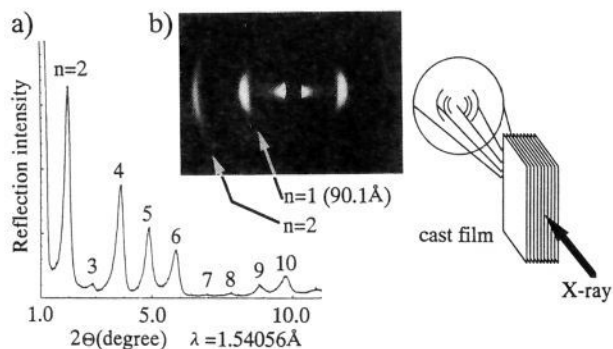 a)
b)
n=2
4
5
6
3
7
8
9
10
Reflection intensity
1.0
5.0
10.0
2Θ(degree) λ =1.54056Å
n=1 (90.1Å)
n=2
cast film
X-ray